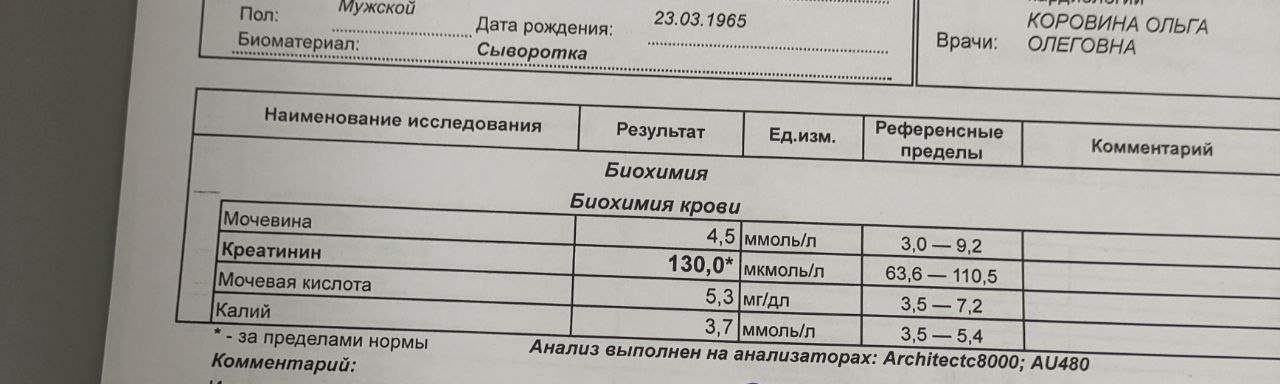 Пол: Мужской
Дата рождения: 23.03.1965
Биоматериал: Сыворотка
Врачи: КОРОВИНА ОЛЬГА
ОЛЕГОВНА
Наименование исследования Результат Ед.изм. Референсные пределы Комментарий
Биохимия
Биохимия крови
Мочевина 4,5 ммоль/л 3,0 — 9,2
Креатинин 130,0* мкмоль/л 63,6 — 110,5
Мочевая кислота 5,3 мг/дл 3,5 — 7,2
Калий 3,7 ммоль/л 3,5 — 5,4
* - за пределами нормы
Анализ выполнен на анализаторах: Architectc8000; AU480
Комментарий: